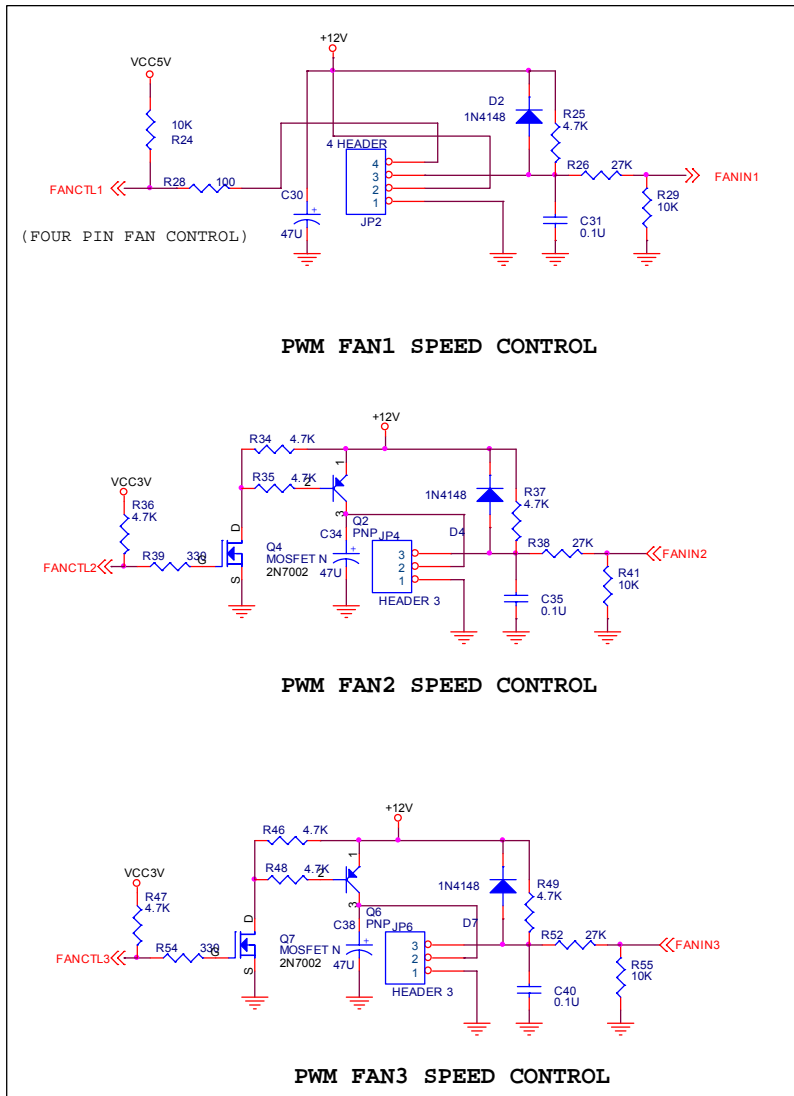 +12V
VCC5V
10K
R24
D2
1N4148
R25
4.7K
4 HEADER
R28 100
FANCTL1
4
3
2
1
JP2
C30
+
47U
R26 27K
FANIN1
R29
10K
C31
0.1U
(FOUR PIN FAN CONTROL)
PWM FAN1 SPEED CONTROL
+12V
R34 4.7K
R35 4.7K
VCC3V
R36
4.7K
1
2
3
1N4148
R37
4.7K
Q2
PNP
D4
C34
+
47U
JP4
3
2
1
HEADER 3
R38 27K
FANIN2
R41
10K
C35
0.1U
FANCTL2
R39 330
G
D
S
Q4
MOSFET N
2N7002
PWM FAN2 SPEED CONTROL
+12V
R46 4.7K
R48 4.7K
VCC3V
R47
4.7K
1
2
3
1N4148
R49
4.7K
Q6
PNP
D7
C38
+
47U
JP6
3
2
1
HEADER 3
R52 27K
FANIN3
R55
10K
C40
0.1U
FANCTL3
R54 330
G
D
S
Q7
MOSFET N
2N7002
PWM FAN3 SPEED CONTROL